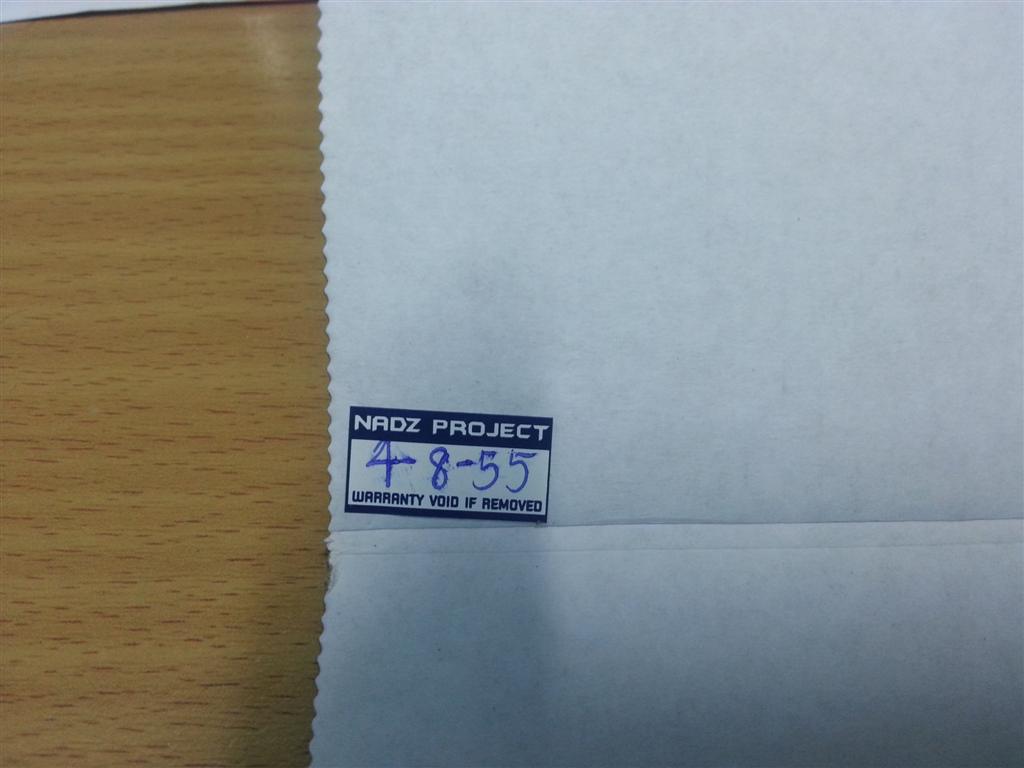 NADZ PROJECT
4-8-55
WARRANTY VOID IF REMOVED